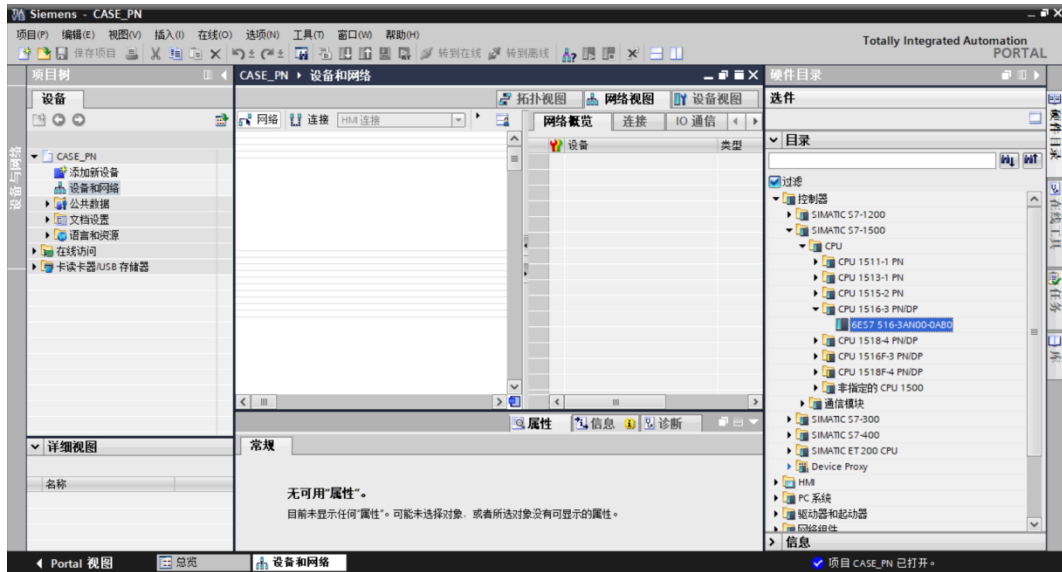 Siemens - CASE_PN
项目(P) 编辑(E) 视图(V) 插入(I) 在线(O) 选项(N) 工具(T) 窗口(W) 帮助(H)
Totally Integrated Automation
PORTAL
保存项目 转到在线 转到离线
项目树
设备
CASE_PN
添加新设备
设备和网络
公共数据
文档设置
语言和资源
在线访问
读卡器/USB 存储器
详细视图
名称
设备与网络
CASE_PN 设备和网络
拓扑视图 网络视图 设备视图
网络 连接 HMI 连接
网络概览 连接 IO 通信
设备 类型
属性 信息 诊断
常规
无可用“属性”。
目前未显示任何“属性”。可能未选择对象，或者所选对象没有可显示的属性。
硬件目录
选件
目录
过滤
控制器
SIMATIC S7-1200
SIMATIC S7-1500
CPU
CPU 1511-1 PN
CPU 1513-1 PN
CPU 1515-2 PN
CPU 1516-3 PN/DP
6ES7 516-3AN00-0AB0
CPU 1518-4 PN/DP
CPU 1516F-3 PN/DP
CPU 1518F-4 PN/DP
非指定的 CPU 1500
通信模块
SIMATIC S7-300
SIMATIC S7-400
SIMATIC ET 200 CPU
Device Proxy
HMI
PC 系统
驱动器和起动器
网络组件
信息
硬件目录
在线工具
任务
库
Portal 视图 总览 设备和网络
项目 CASE_PN 已打开。